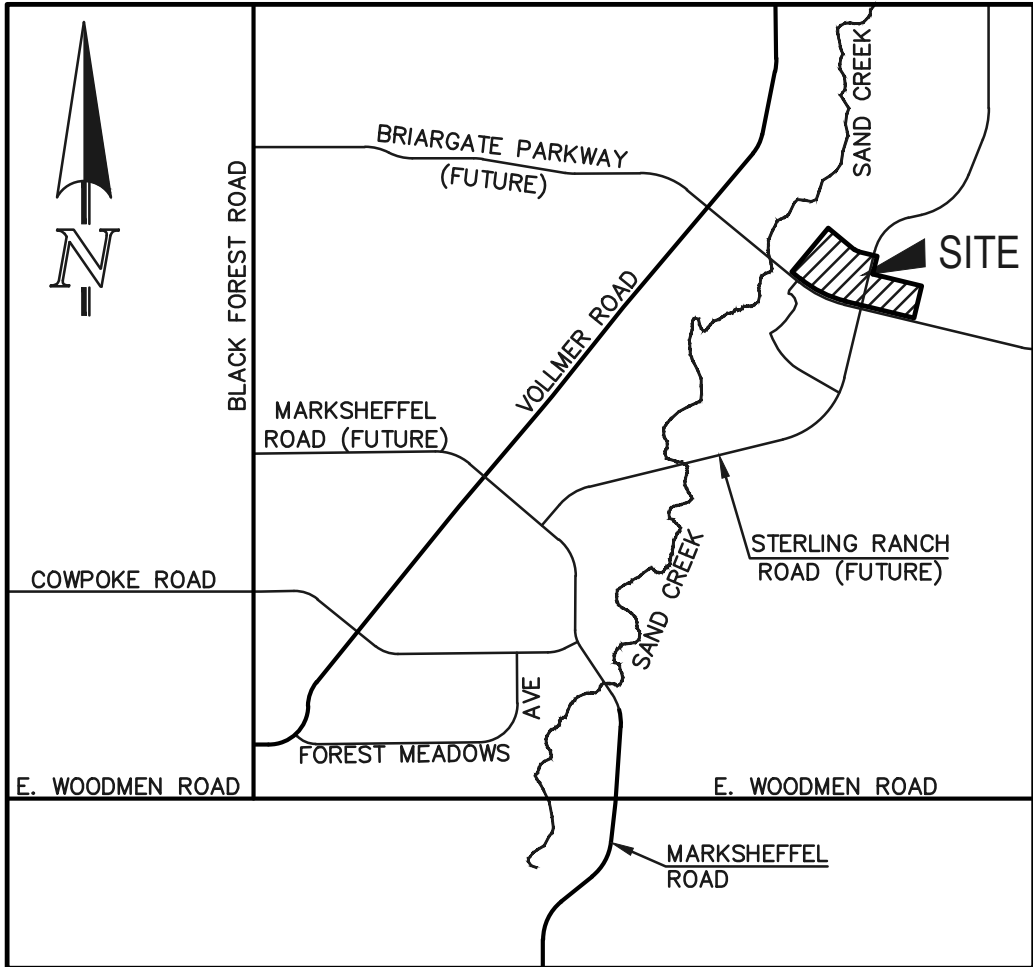 SAND CREEK
BRIARGATE PARKWAY
(FUTURE)
BLACK FOREST ROAD
N
SITE
VOLLMER ROAD
MARKSHEFFEL
ROAD (FUTURE)
STERLING RANCH
ROAD (FUTURE)
COWPOKE ROAD
SAND CREEK
AVE
FOREST MEADOWS
E. WOODMEN ROAD
E. WOODMEN ROAD
MARKSHEFFEL
ROAD